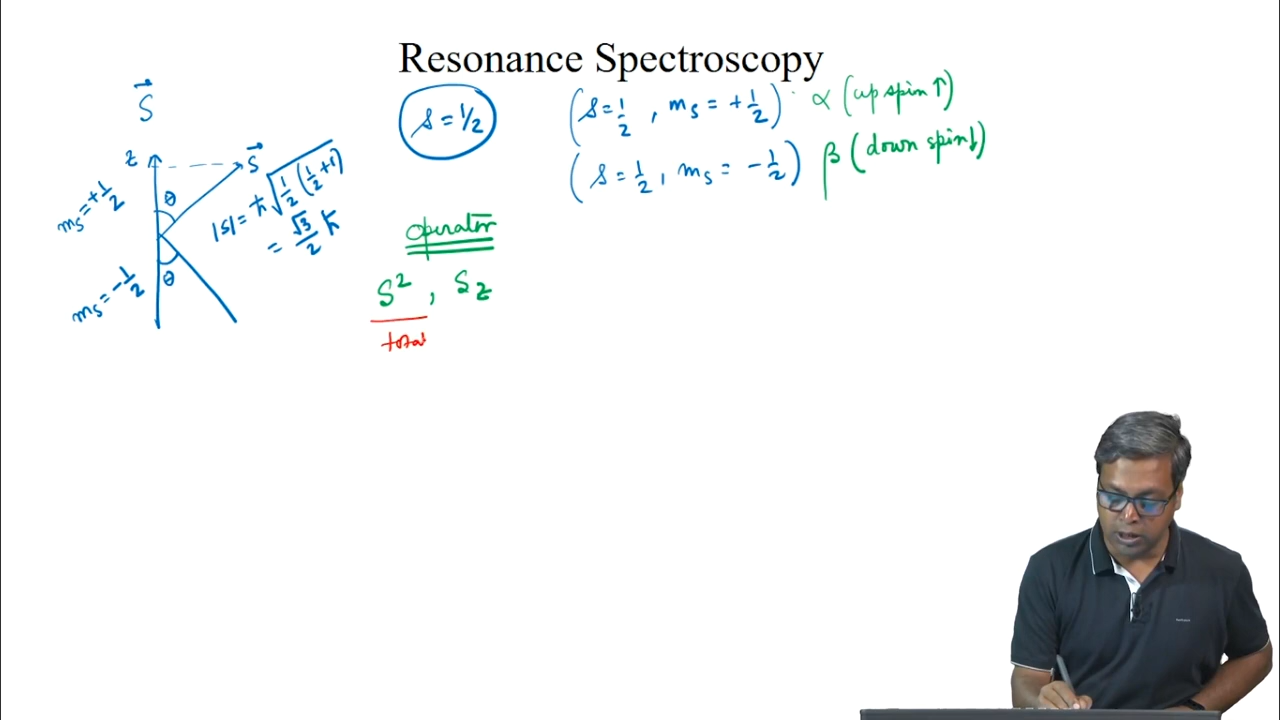 Resonance Spectroscopy
S⃗
s = 1/2
(s = 1/2 , mₛ = +1/2) α (up spin ↑)
(s = 1/2 , mₛ = -1/2) β (down spin ↓)
z
S⃗
mₛ = +1/2
θ
|S| = ħ√(1/2(1/2+1))
= √3/2 ħ
θ
mₛ = -1/2
operator
S² , Sz
total